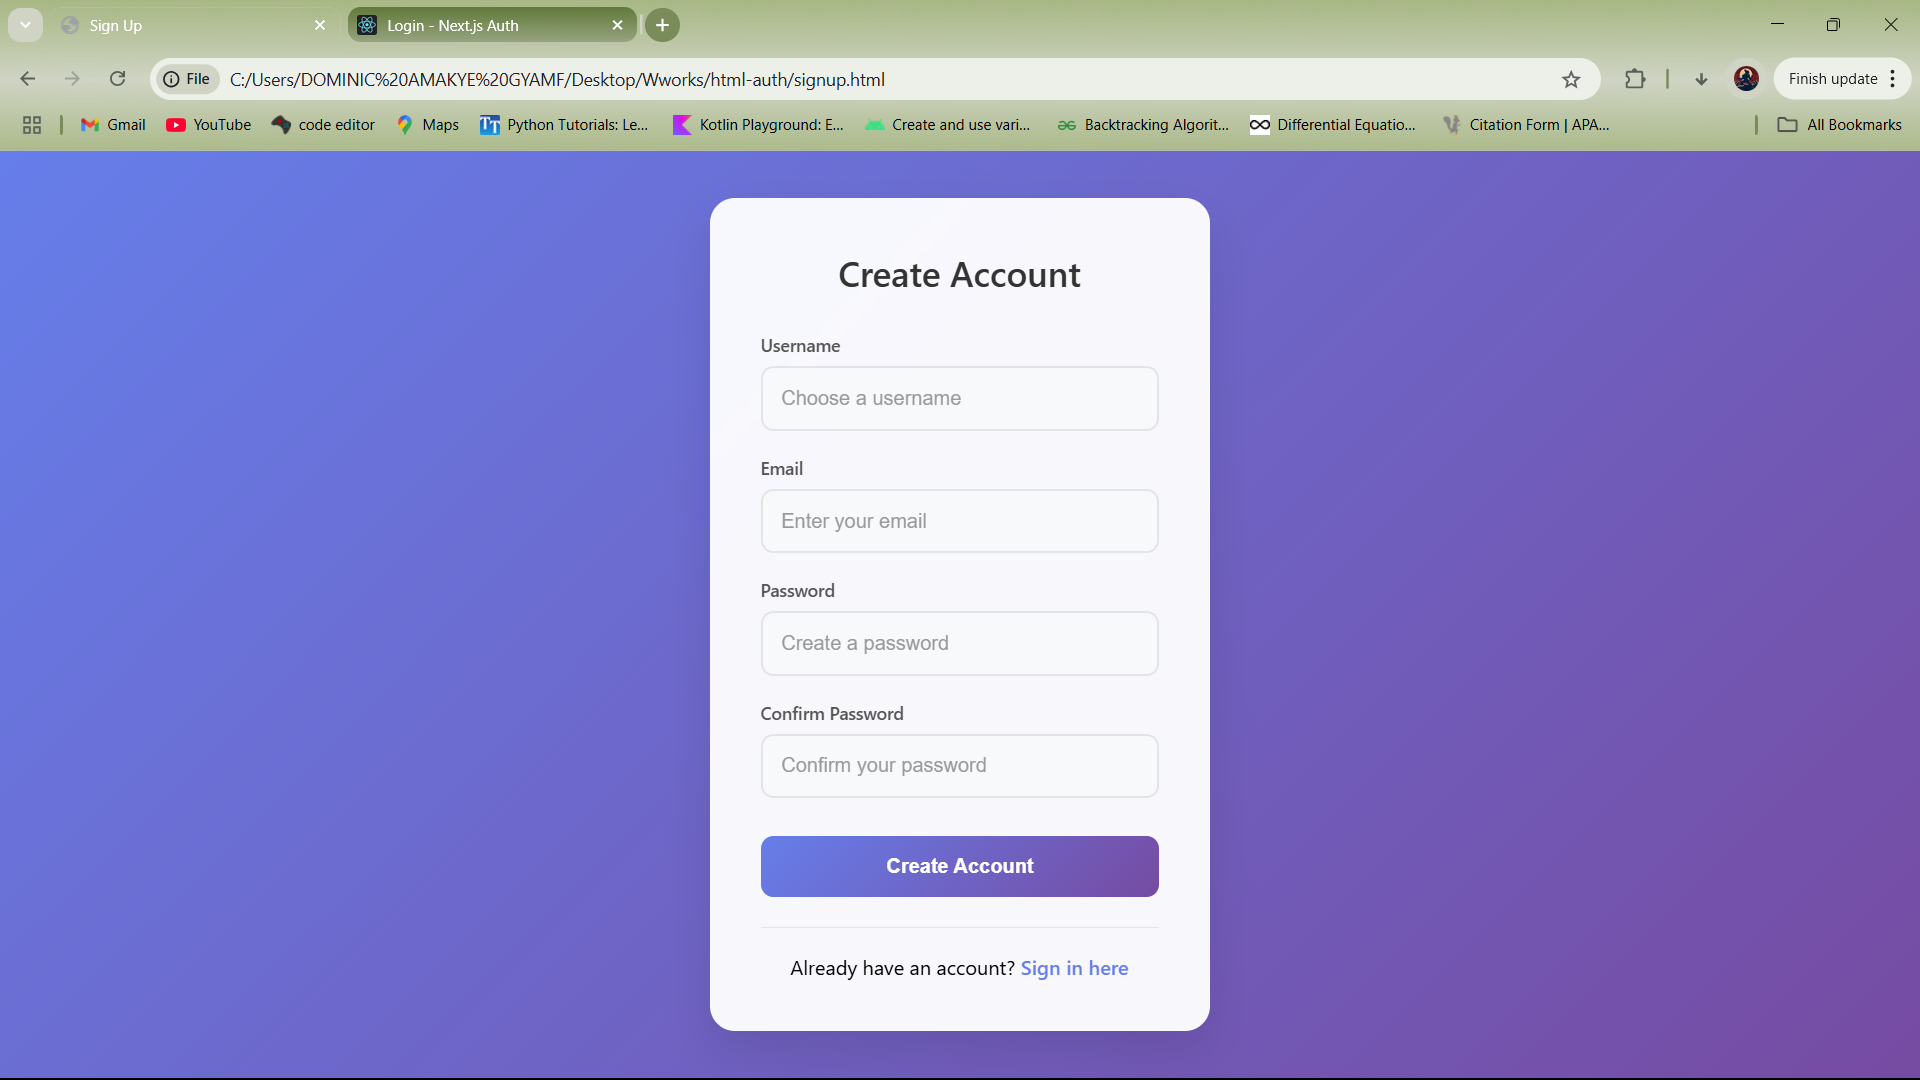 Sign Up
Login - Next.js Auth
File
C:/Users/DOMINIC%20AMAKYE%20GYAMF/Desktop/Wworks/html-auth/signup.html
Finish update
Gmail
YouTube
code editor
Maps
Python Tutorials: Le...
Kotlin Playground: E...
Create and use vari...
Backtracking Algorit...
Differential Equatio...
Citation Form | APA...
All Bookmarks
Create Account
Username
Choose a username
Email
Enter your email
Password
Create a password
Confirm Password
Confirm your password
Create Account
Already have an account? Sign in here